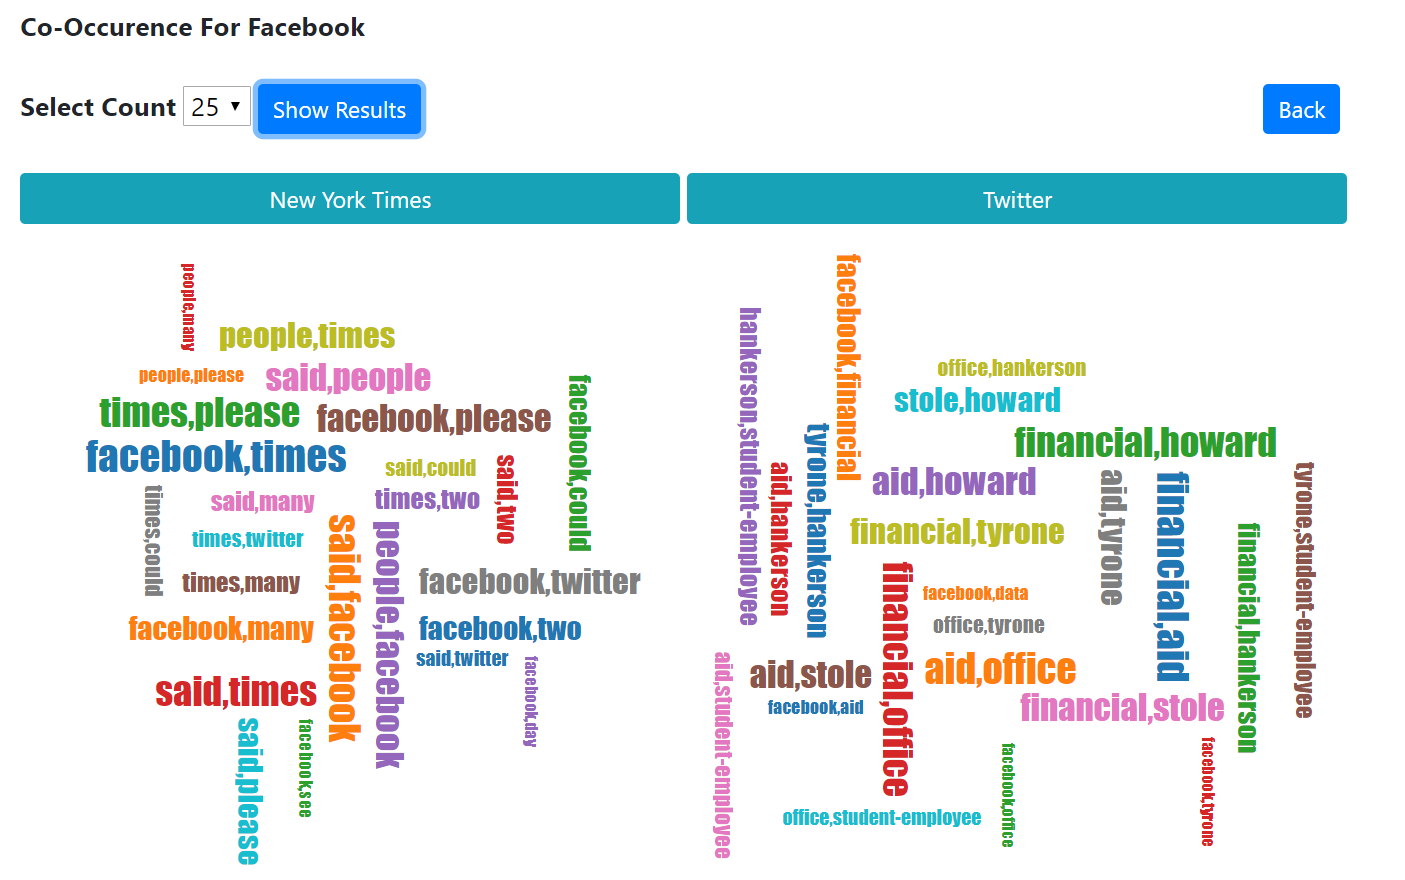 Co-Occurence For Facebook
Select Count 25 Show Results Back
New York Times
people,many
people,times
people,please
said,people
times,please
facebook,please
facebook,could
facebook,times
said,could
said,two
times,could
said,many
times,two
times,twitter
said,facebook
people,facebook
times,many
facebook,twitter
facebook,many
facebook,two
said,twitter
facebook,day
said,times
said,please
facebook,see
Twitter
facebook,financial
hankerson,student-employee
office,hankerson
stole,howard
tyrone,hankerson
financial,howard
aid,hankerson
aid,howard
aid,tyrone
financial,aid
tyrone,student-employee
financial,tyrone
financial,hankerson
financial,office
facebook,data
office,tyrone
aid,student-employee
aid,stole
aid,office
facebook,aid
financial,stole
facebook,office
facebook,tyrone
office,student-employee